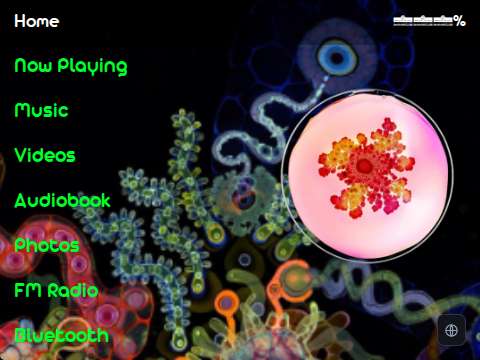 Home
%
Now Playing
Music
Videos
Audiobook
Photos
FM Radio
Bluetooth